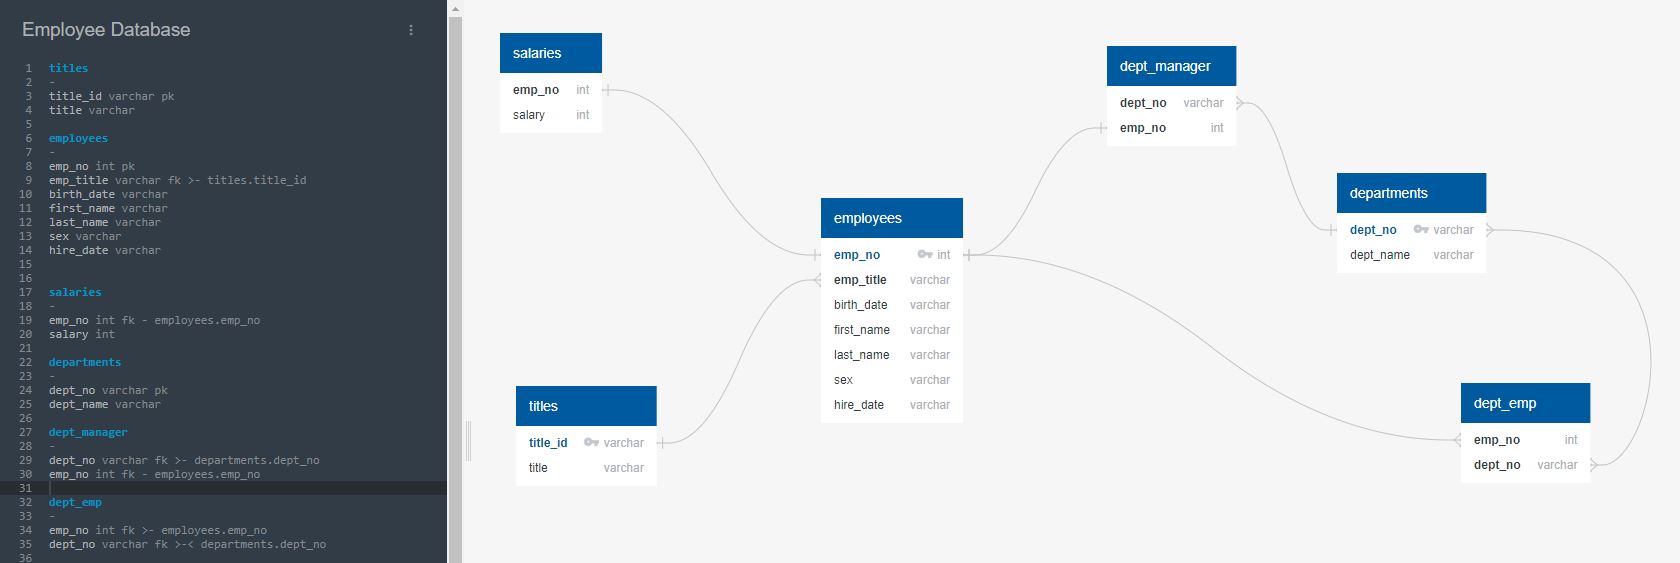 Employee Database
1 titles
2 -
3 title_id varchar pk
4 title varchar
5
6 employees
7 -
8 emp_no int pk
9 emp_title varchar fk >- titles.title_id
10 birth_date varchar
11 first_name varchar
12 last_name varchar
13 sex varchar
14 hire_date varchar
15
16
17 salaries
18 -
19 emp_no int fk - employees.emp_no
20 salary int
21
22 departments
23 -
24 dept_no varchar pk
25 dept_name varchar
26
27 dept_manager
28 -
29 dept_no varchar fk >- departments.dept_no
30 emp_no int fk - employees.emp_no
31
32 dept_emp
33 -
34 emp_no int fk >- employees.emp_no
35 dept_no varchar fk >-< departments.dept_no
36
salaries
emp_no int
salary int
titles
title_id varchar
title varchar
employees
emp_no int
emp_title varchar
birth_date varchar
first_name varchar
last_name varchar
sex varchar
hire_date varchar
dept_manager
dept_no varchar
emp_no int
departments
dept_no varchar
dept_name varchar
dept_emp
emp_no int
dept_no varchar